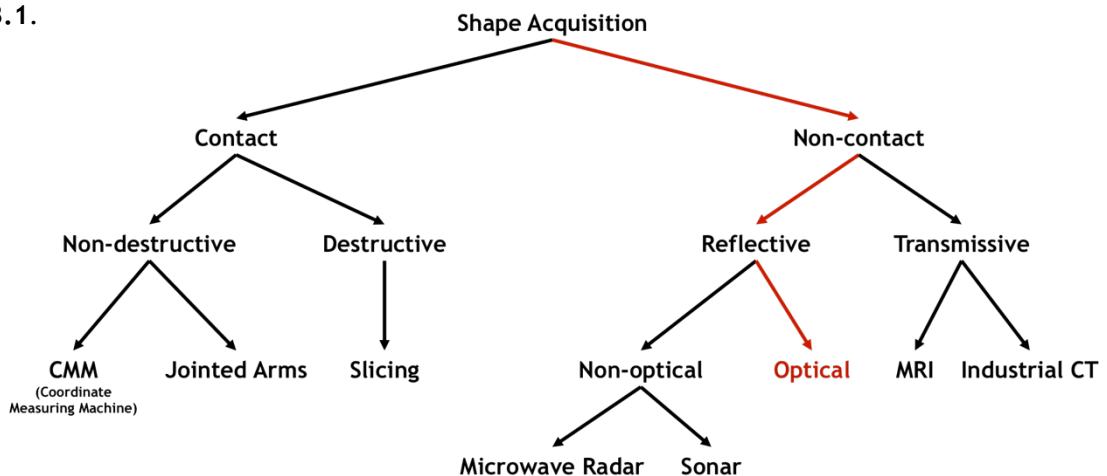 3.1.
Shape Acquisition
Contact Non-contact
Non-destructive Destructive Reflective Transmissive
CMM Jointed Arms Slicing Non-optical Optical MRI Industrial CT
(Coordinate
Measuring Machine)
Microwave Radar Sonar